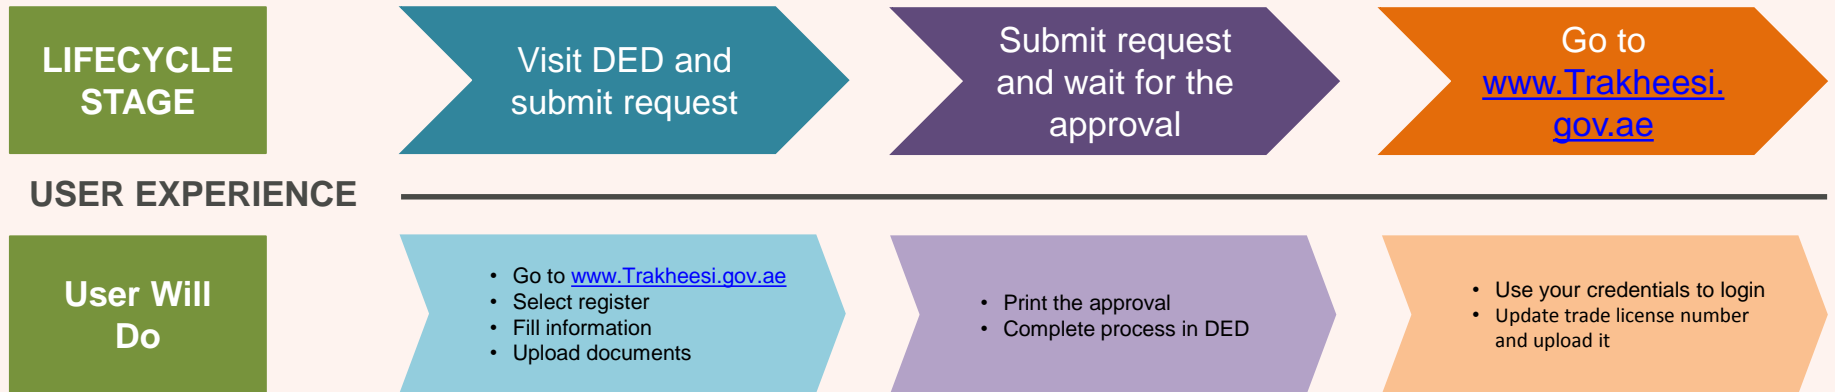 LIFECYCLE
STAGE
Visit DED and
submit request
Submit request
and wait for the
approval
Go to
www.Trakheesi.
gov.ae
USER EXPERIENCE
User Will
Do
• Go to www.Trakheesi.gov.ae
• Select register
• Fill information
• Upload documents
• Print the approval
• Complete process in DED
• Use your credentials to login
• Update trade license number
and upload it